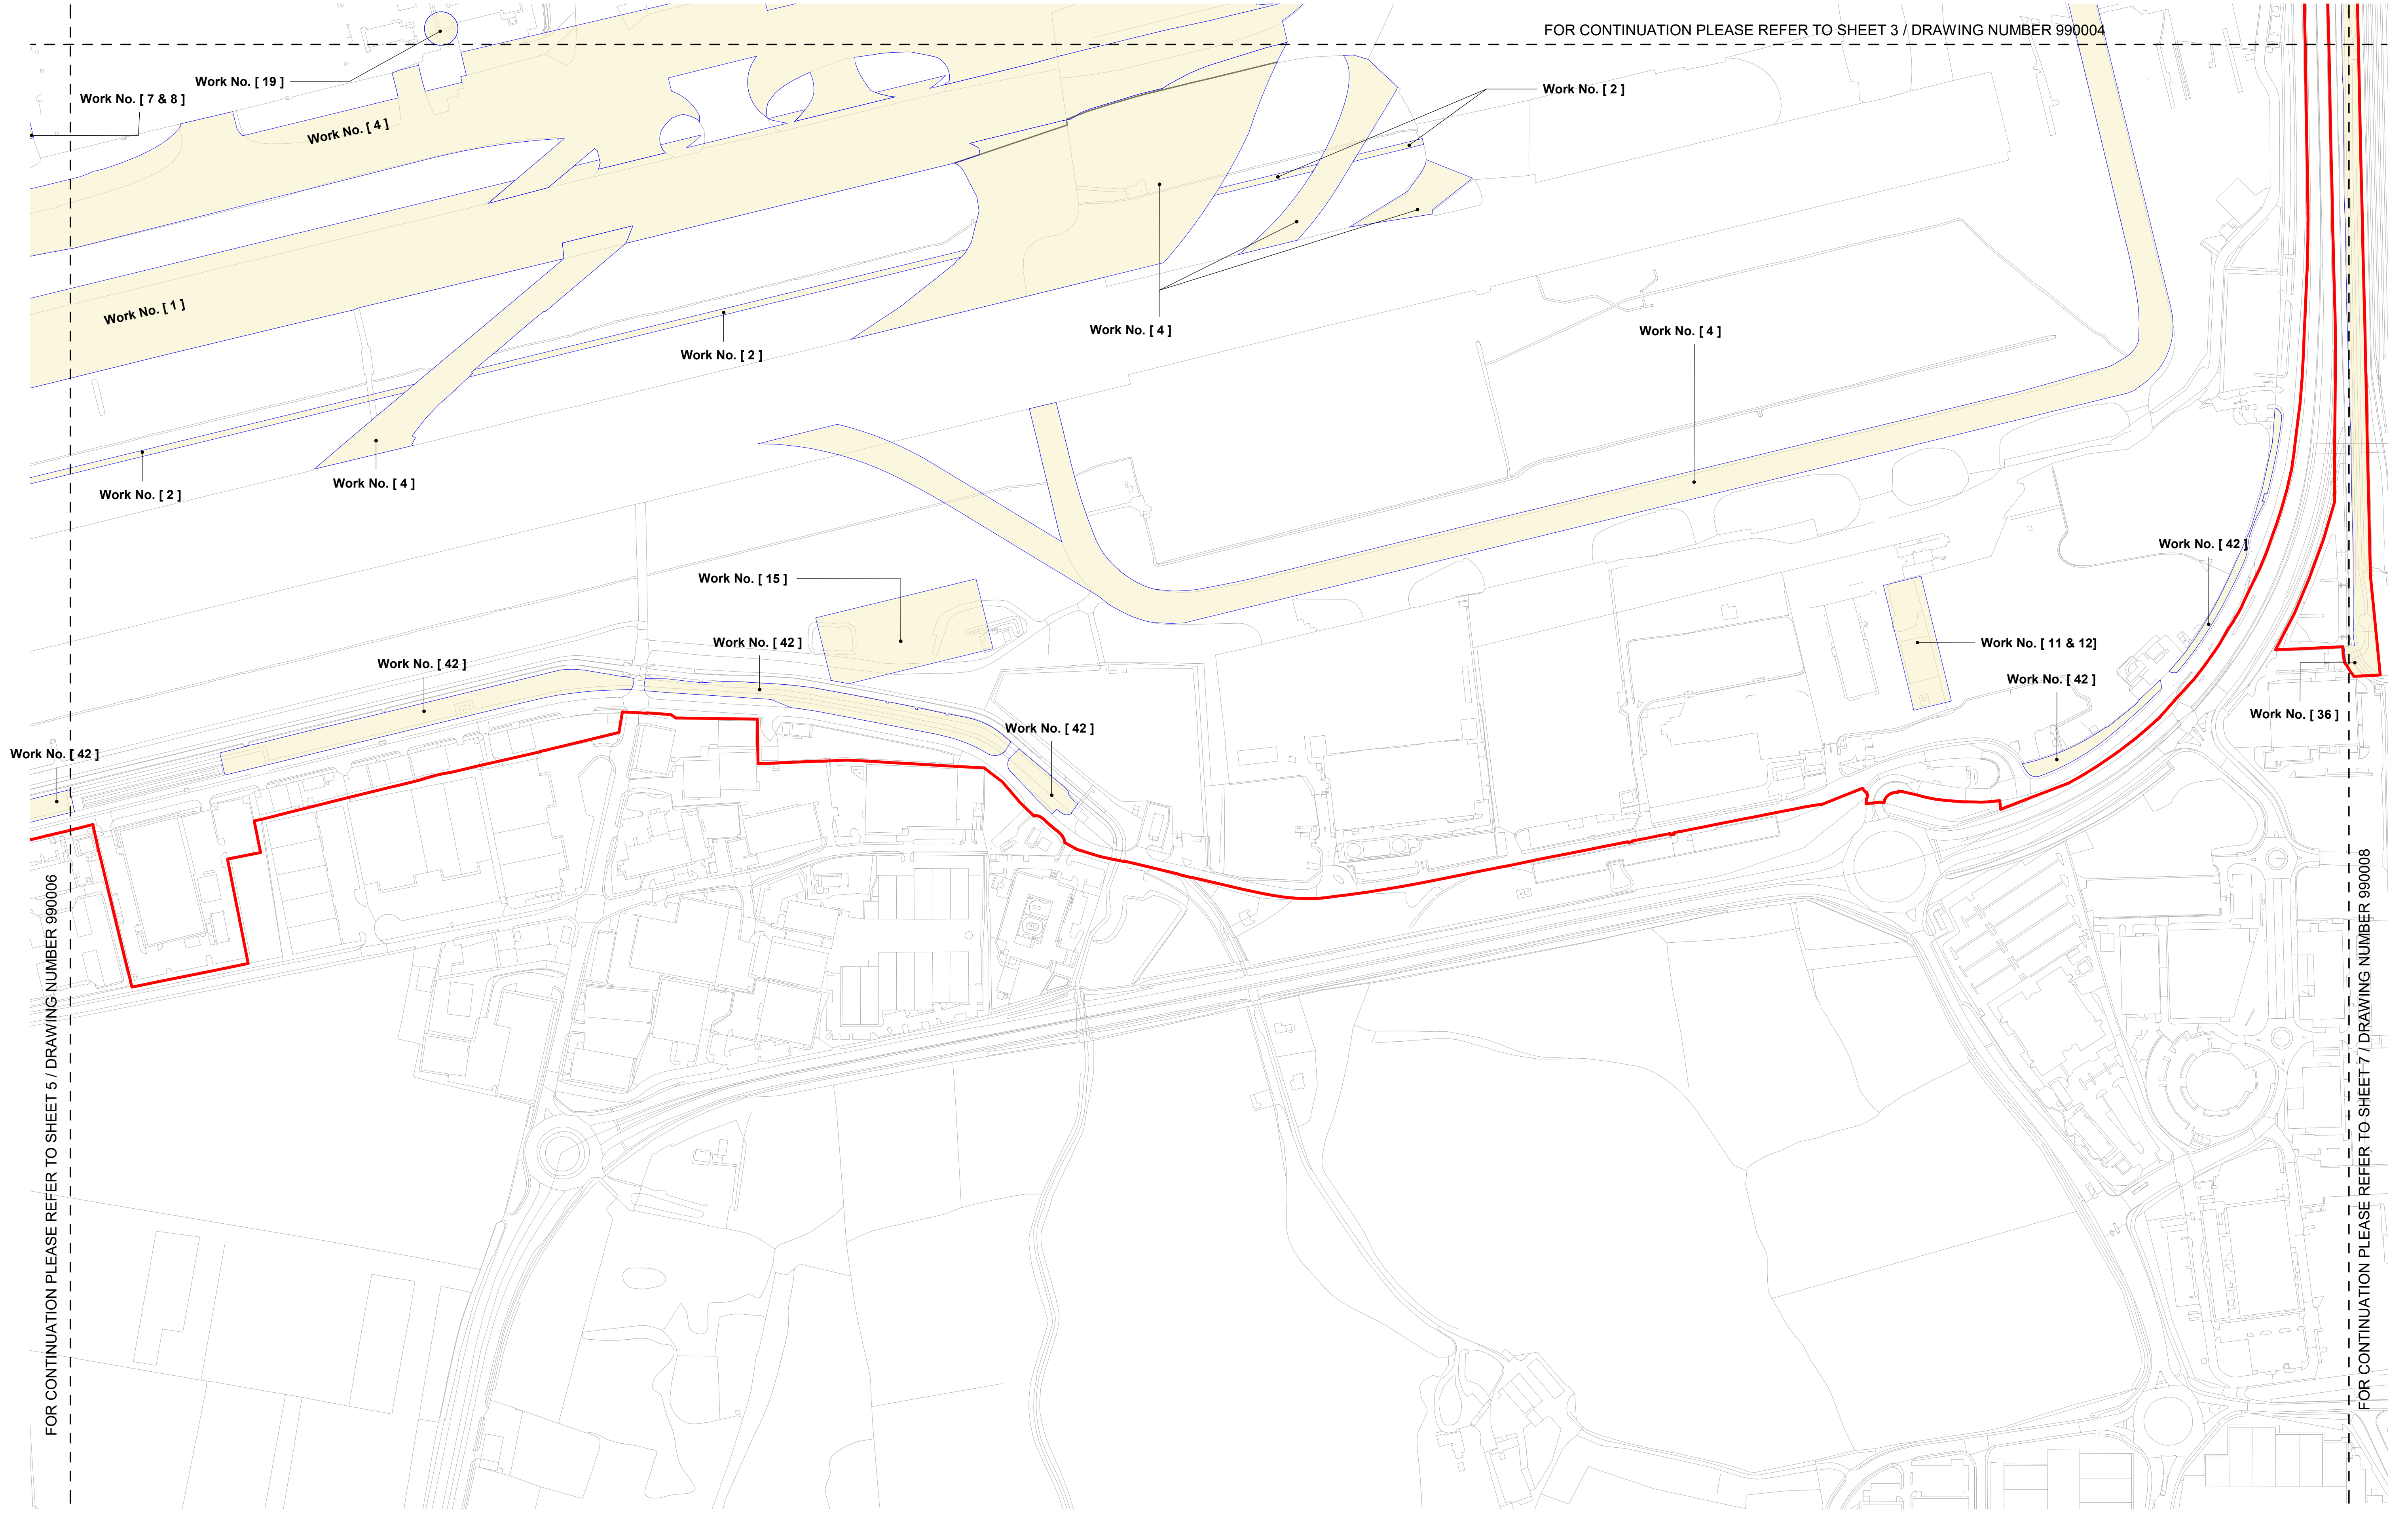 FOR CONTINUATION PLEASE REFER TO SHEET 3 / DRAWING NUMBER 990004
Work No. [ 19 ]
Work No. [ 7 & 8 ]
Work No. [ 2 ]
Work No. [ 4 ]
Work No. [ 1 ]
Work No. [ 4 ]
Work No. [ 4 ]
Work No. [ 2 ]
Work No. [ 4 ]
Work No. [ 2 ]
Work No. [ 42 ]
Work No. [ 15 ]
Work No. [ 42 ]
Work No. [ 11 & 12]
Work No. [ 42 ]
Work No. [ 42 ]
Work No. [ 36 ]
Work No. [ 42 ]
Work No. [ 42 ]
FOR CONTINUATION PLEASE REFER TO SHEET 5 / DRAWING NUMBER 990006
FOR CONTINUATION PLEASE REFER TO SHEET 7 / DRAWING NUMBER 990008